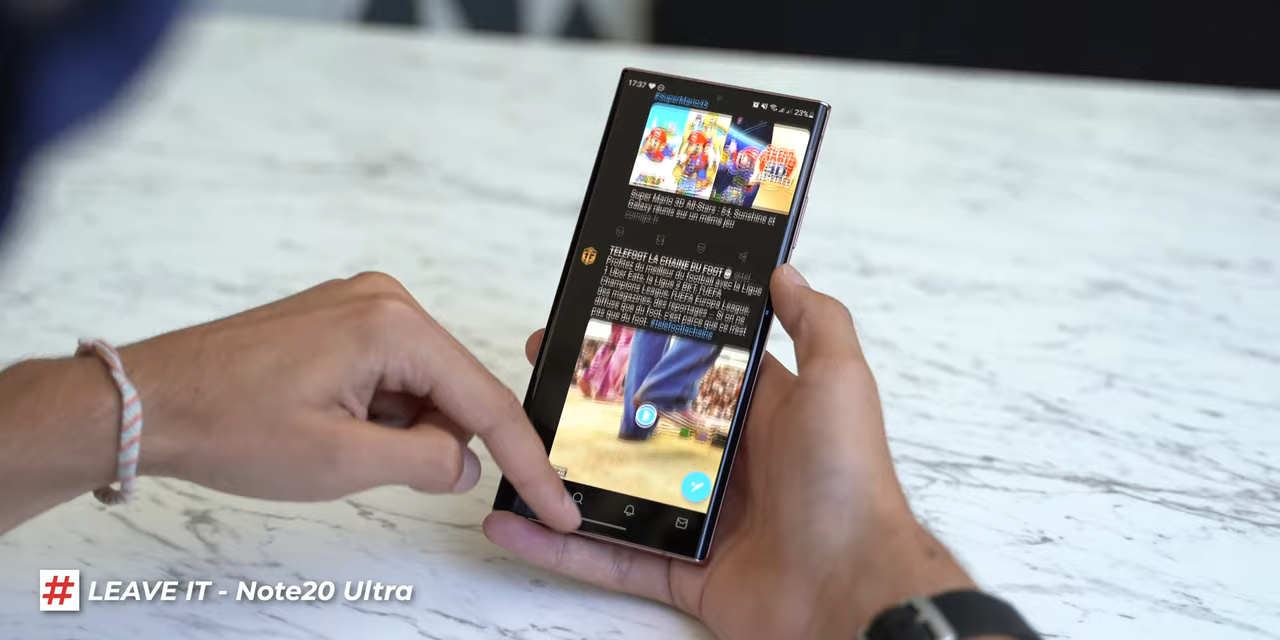 17:37
23%
#SuperMario35
Super Mario 3D All-Stars : 64, Sunshine et
Galaxy réunis sur un même jeu
TELEFOOT LA CHAINE DU FOOT
Profitez du meilleur du football avec la Ligue
1 Uber Eats, la Ligue 2 BKT, l'UEFA
Champions League, l'UEFA Europa League,
des magazines, des reportages… si on ne
diffuse que du foot, c'est parce que ce n'est
pas que du foot. #telefootlachaine
# LEAVE IT - Note20 Ultra